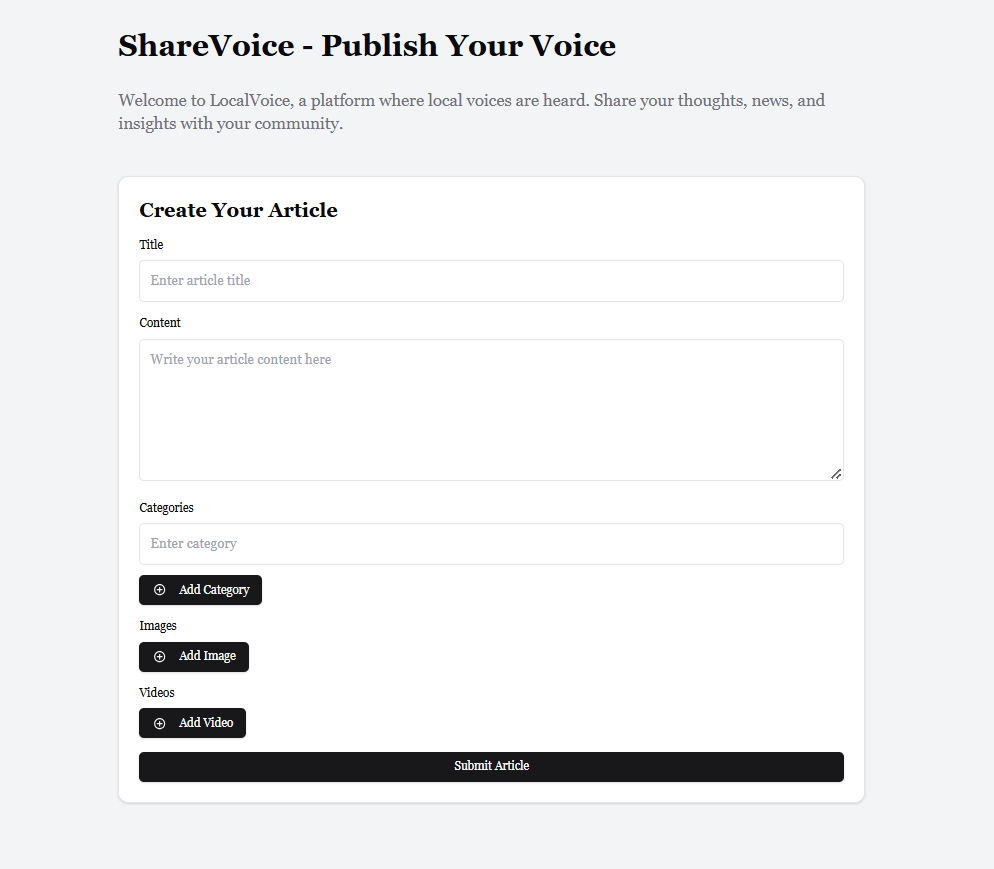 ShareVoice - Publish Your Voice
Welcome to LocalVoice, a platform where local voices are heard. Share your thoughts, news, and
insights with your community.
Create Your Article
Title
Enter article title
Content
Write your article content here
Categories
Enter category
Add Category
Images
Add Image
Videos
Add Video
Submit Article